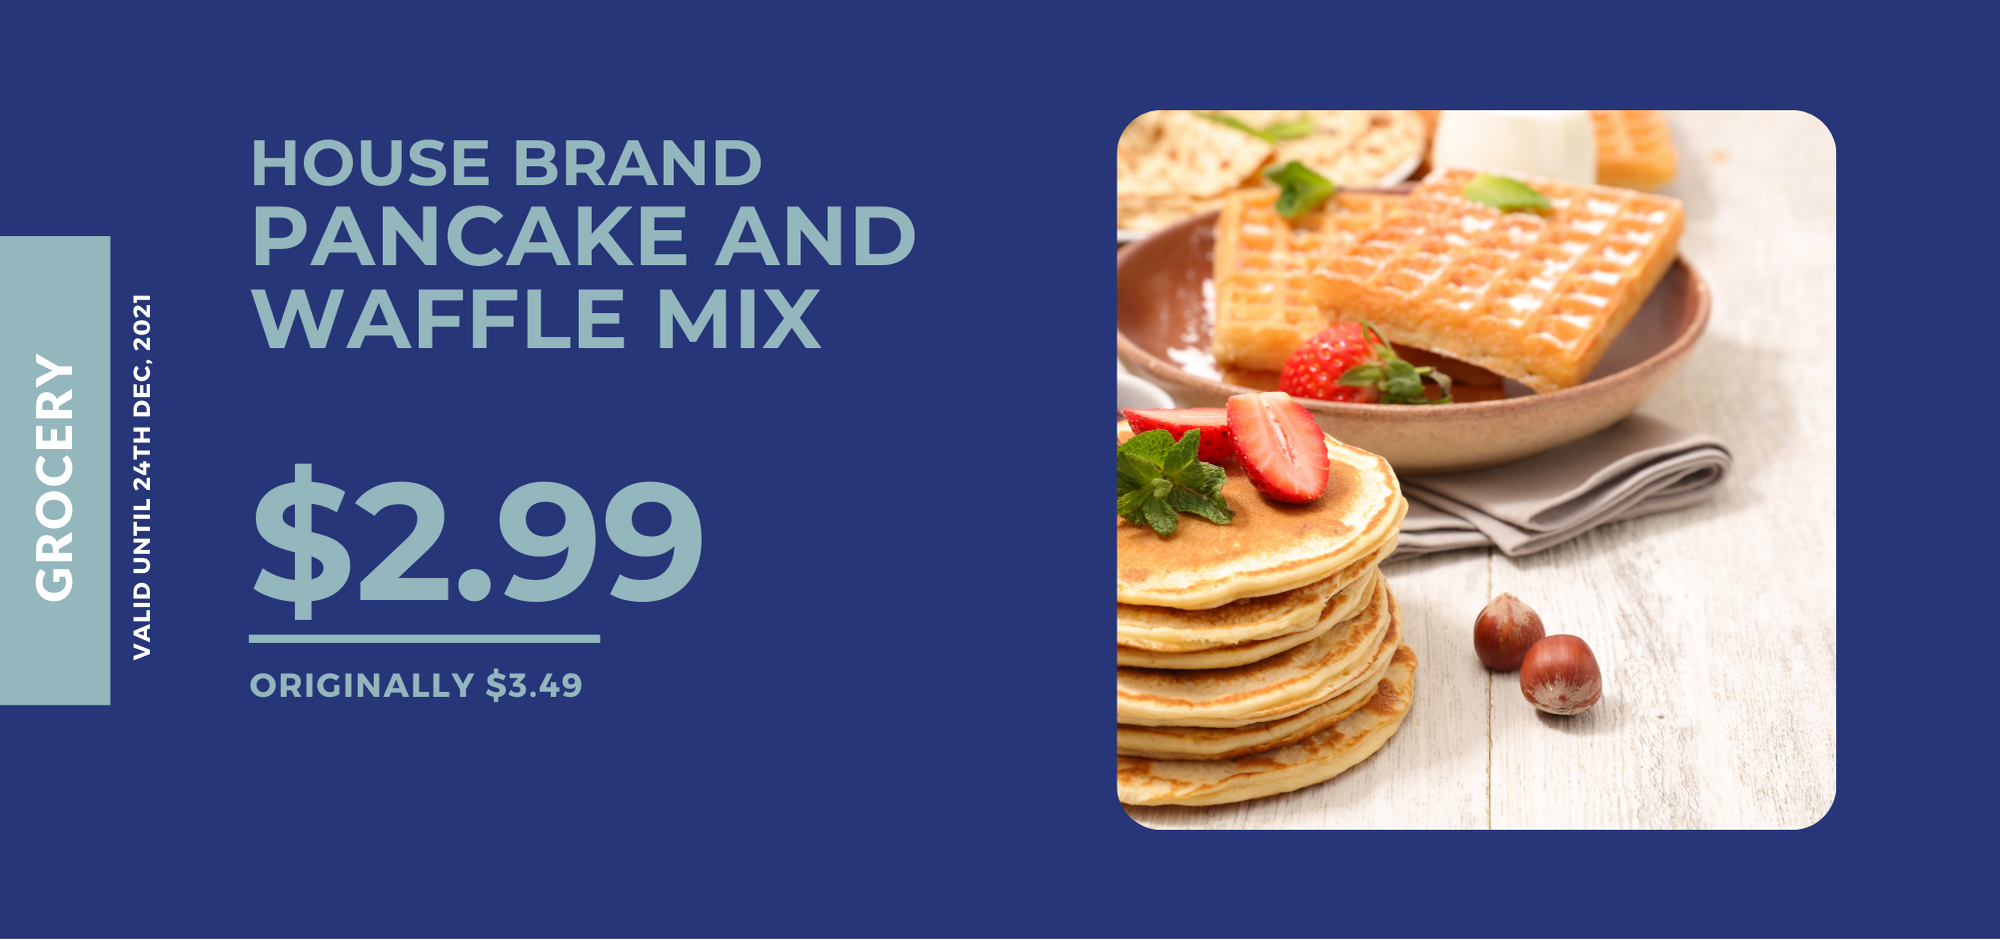 GROCERY
VALID UNTIL 24TH DEC, 2021
HOUSE BRAND
PANCAKE AND
WAFFLE MIX
$2.99
ORIGINALLY $3.49